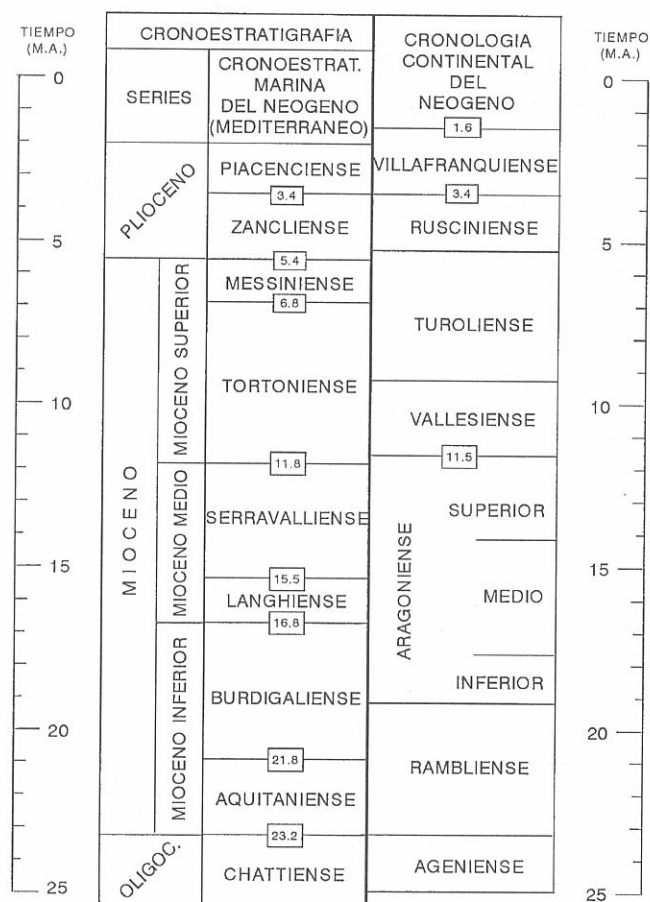 TIEMPO
(M.A.)
0
5
10
15
20
25
CRONOESTRATIGRAFIA
SERIES
CRONOESTRAT.
MARINA
DEL NEOGENO
(MEDITERRANEO)
CRONOLOGIA
CONTINENTAL
DEL
NEOGENO
PLIOCENO
MIOCENO
MIOCENO SUPERIOR
MIOCENO MEDIO
MIOCENO INFERIOR
OLIGOC.
PIACENCIENSE
3.4
ZANCLIENSE
5.4
MESSINIENSE
6.8
TORTONIENSE
11.8
SERRAVALLIENSE
15.5
LANGHIENSE
16.8
BURDIGALIENSE
21.8
AQUITANIENSE
23.2
CHATTIENSE
1.6
VILLAFRANQUIENSE
3.4
RUSCINIENSE
TUROLIENSE
VALLESIENSE
11.5
ARAGONIENSE
SUPERIOR
MEDIO
INFERIOR
RAMBLIENSE
AGENIENSE
TIEMPO
(M.A.)
0
5
10
15
20
25